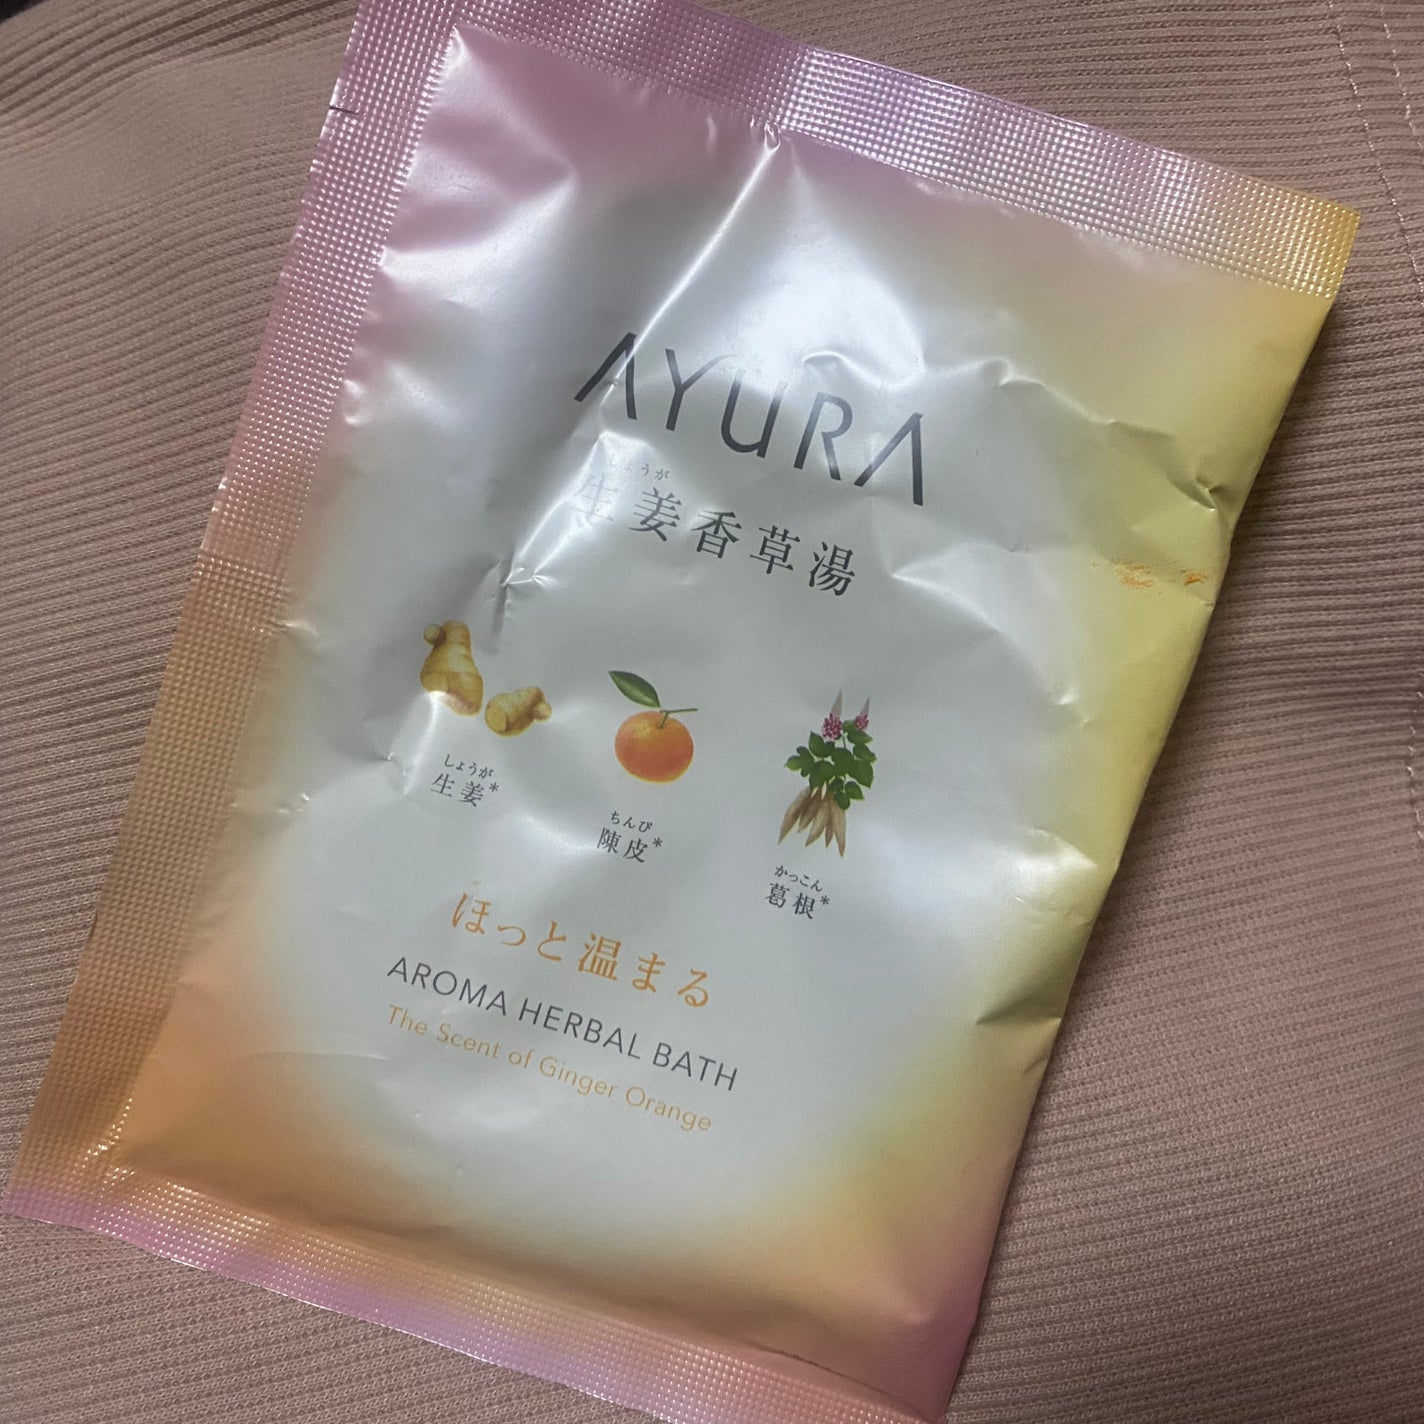 AYURA
しょうが
生姜香草湯
しょうが
生姜*
ちんぴ
陳皮*
かっこん
葛根*
ほっと温まる
AROMA HERBAL BATH
The Scent of Ginger Orange